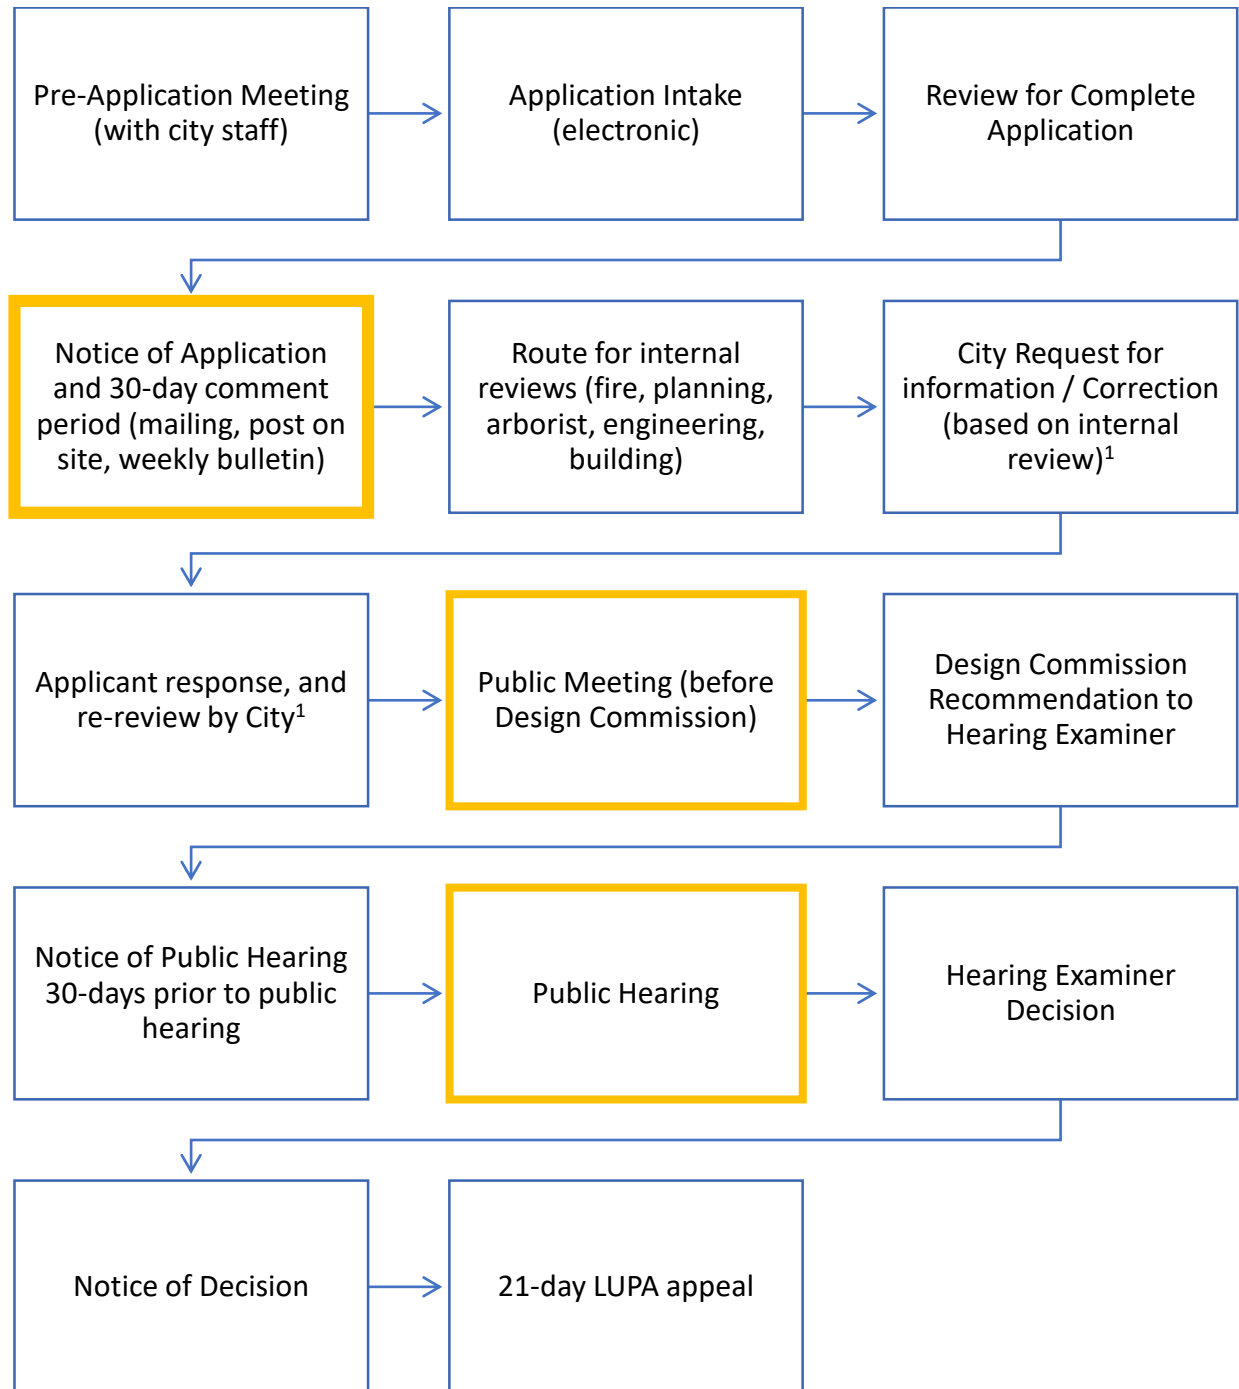 Pre-Application Meeting
(with city staff)
Application Intake
(electronic)
Review for Complete
Application
Notice of Application
and 30-day comment
period (mailing, post on
site, weekly bulletin)
Route for internal
reviews (fire, planning,
arborist, engineering,
building)
City Request for
information / Correction
(based on internal
review)¹
Applicant response, and
re-review by City¹
Public Meeting (before
Design Commission)
Design Commission
Recommendation to
Hearing Examiner
Notice of Public Hearing
30-days prior to public
hearing
Public Hearing
Hearing Examiner
Decision
Notice of Decision
21-day LUPA appeal